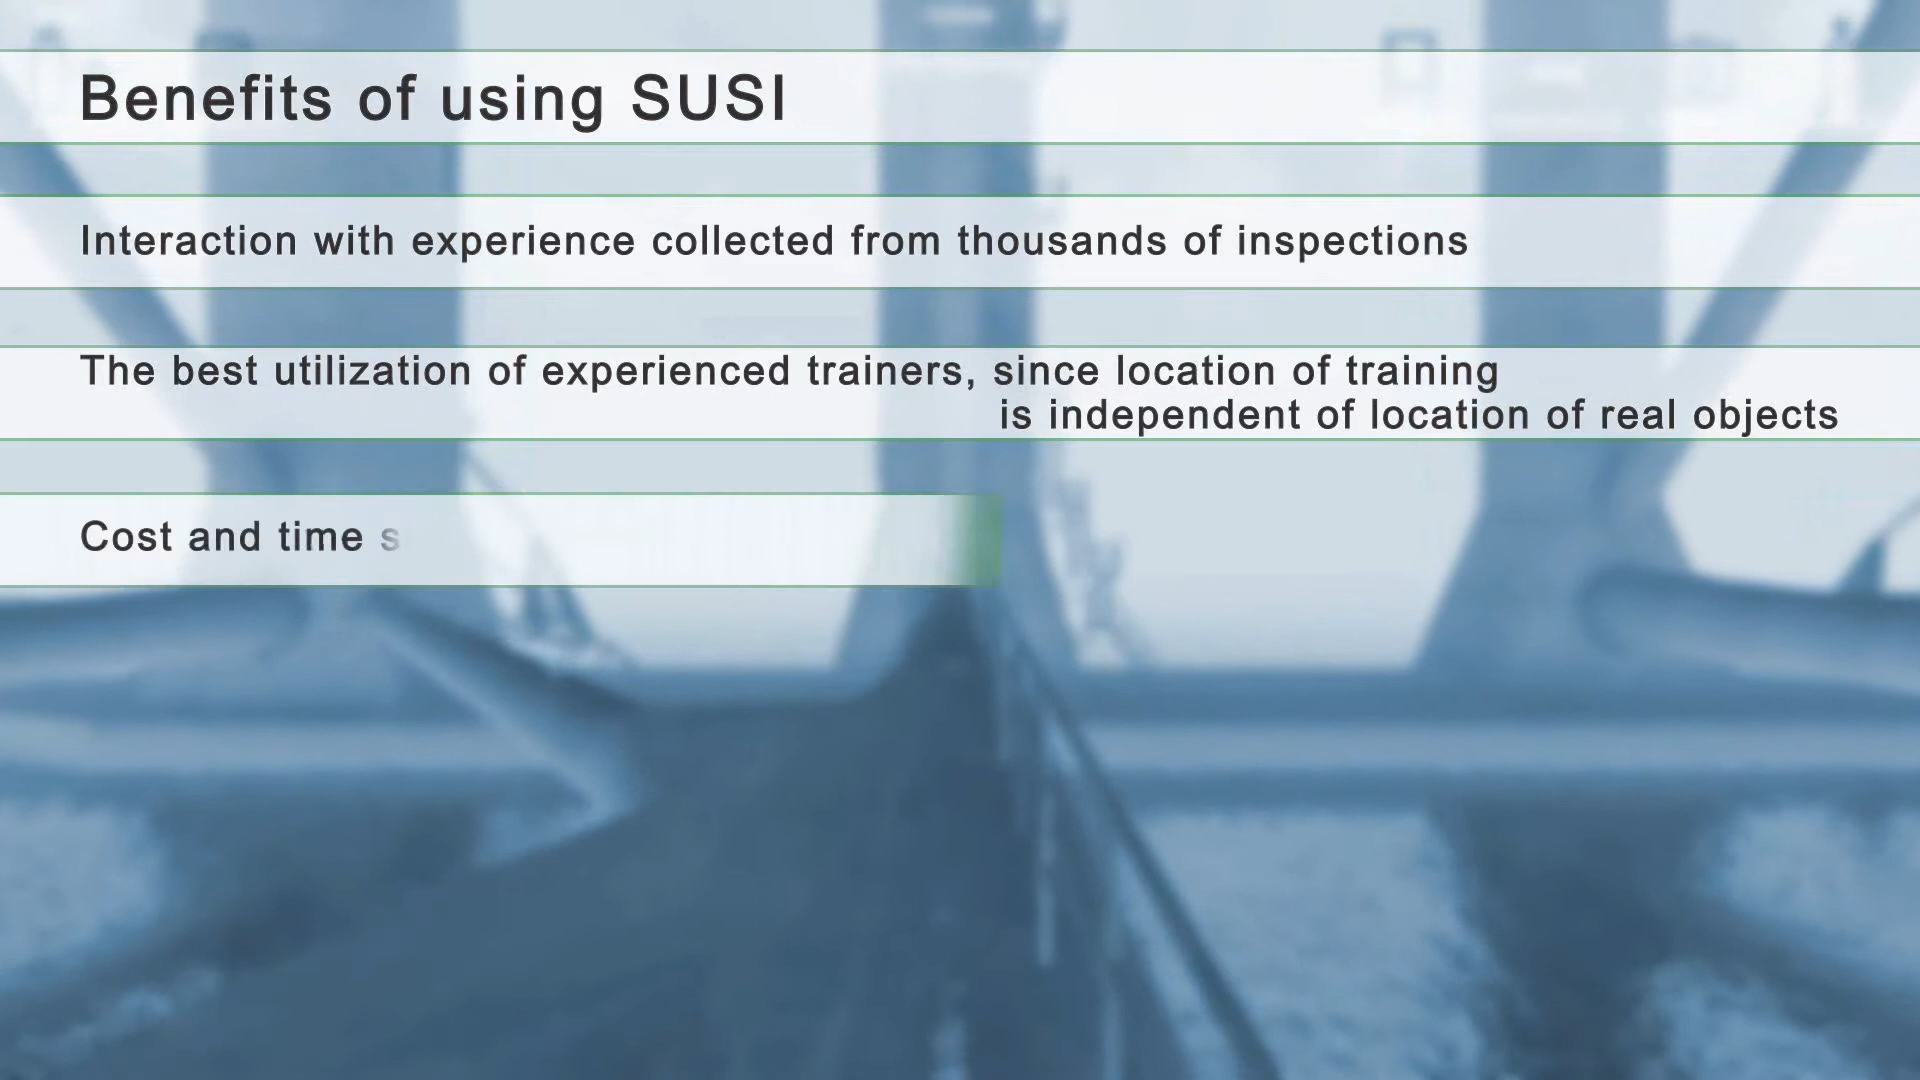 Benefits of using SUSI
Interaction with experience collected from thousands of inspections
The best utilization of experienced trainers, since location of training
is independent of location of real objects
Cost and time s